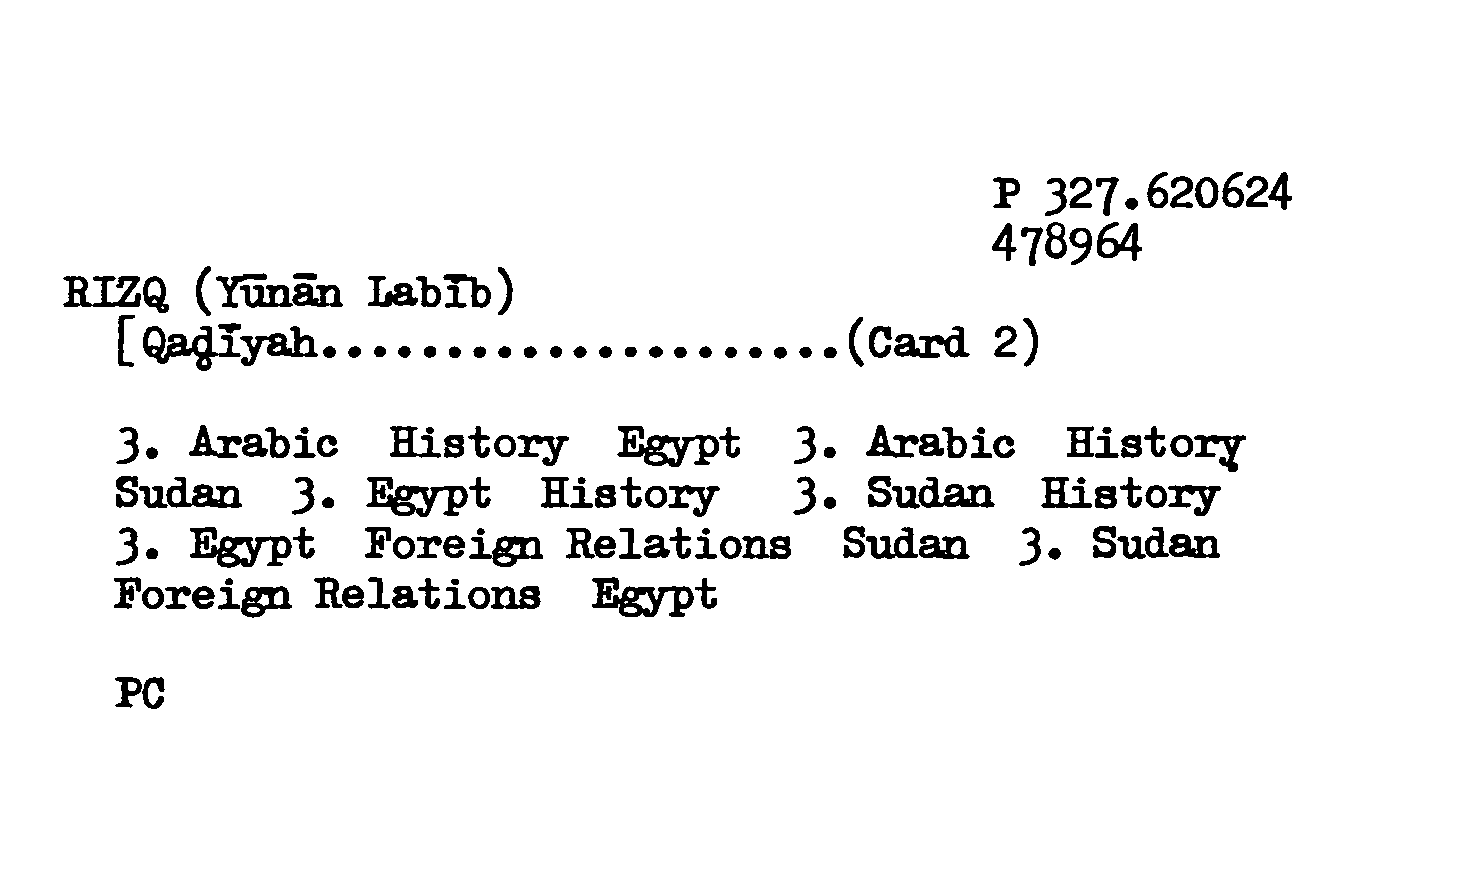 P 327.620624
478964
RIZQ (Yūnān Labīb)
[Qaḍīyah.....................(Card 2)
3. Arabic  History  Egypt  3. Arabic  History
Sudan  3. Egypt  History   3. Sudan  History
3. Egypt  Foreign Relations  Sudan  3. Sudan
Foreign Relations  Egypt
PC